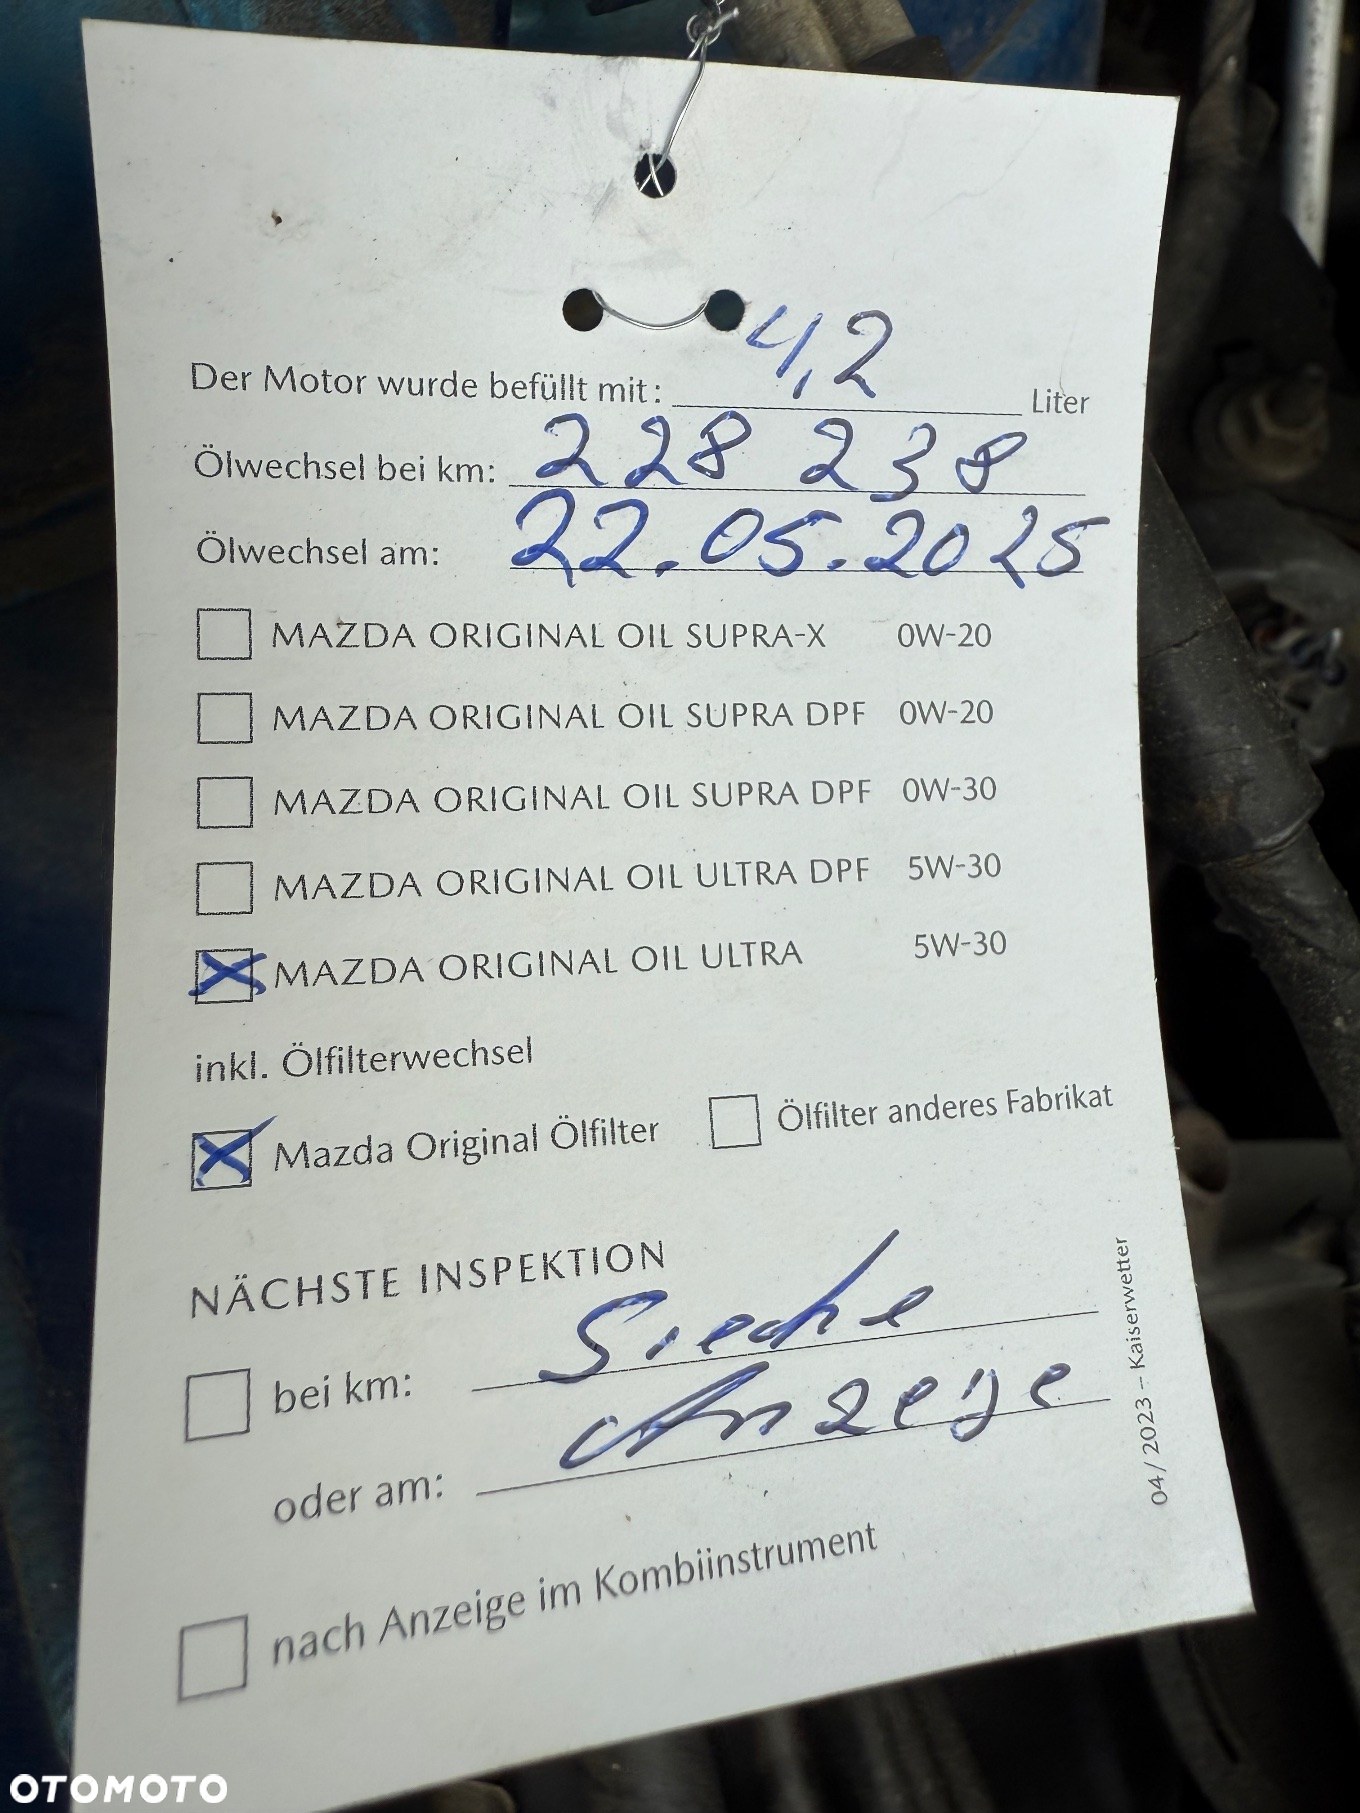 Der Motor wurde befüllt mit: 4,2 Liter
Ölwechsel bei km: 228 238
Ölwechsel am: 22.05.2025
MAZDA ORIGINAL OIL SUPRA-X 0W-20
MAZDA ORIGINAL OIL SUPRA DPF 0W-20
MAZDA ORIGINAL OIL SUPRA DPF 0W-30
MAZDA ORIGINAL OIL ULTRA DPF 5W-30
MAZDA ORIGINAL OIL ULTRA 5W-30
inkl. Ölfilterwechsel
Mazda Original Ölfilter Ölfilter anderes Fabrikat
NÄCHSTE INSPEKTION
bei km: Sieche
oder am: Anzeige
nach Anzeige im Kombiinstrument
04/2023 – Kaiserwetter
OTOMOTO